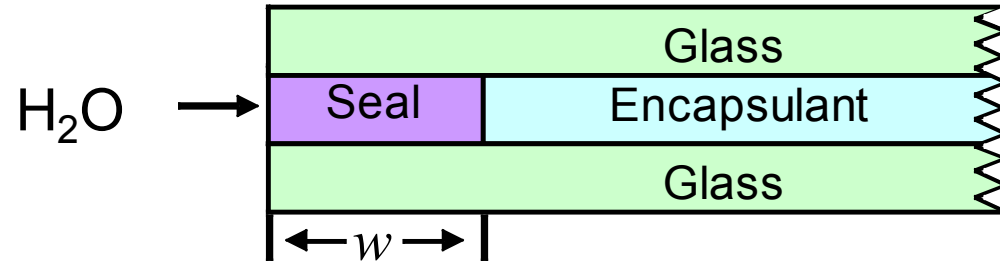 Glass
H₂O
Seal
Encapsulant
Glass
w